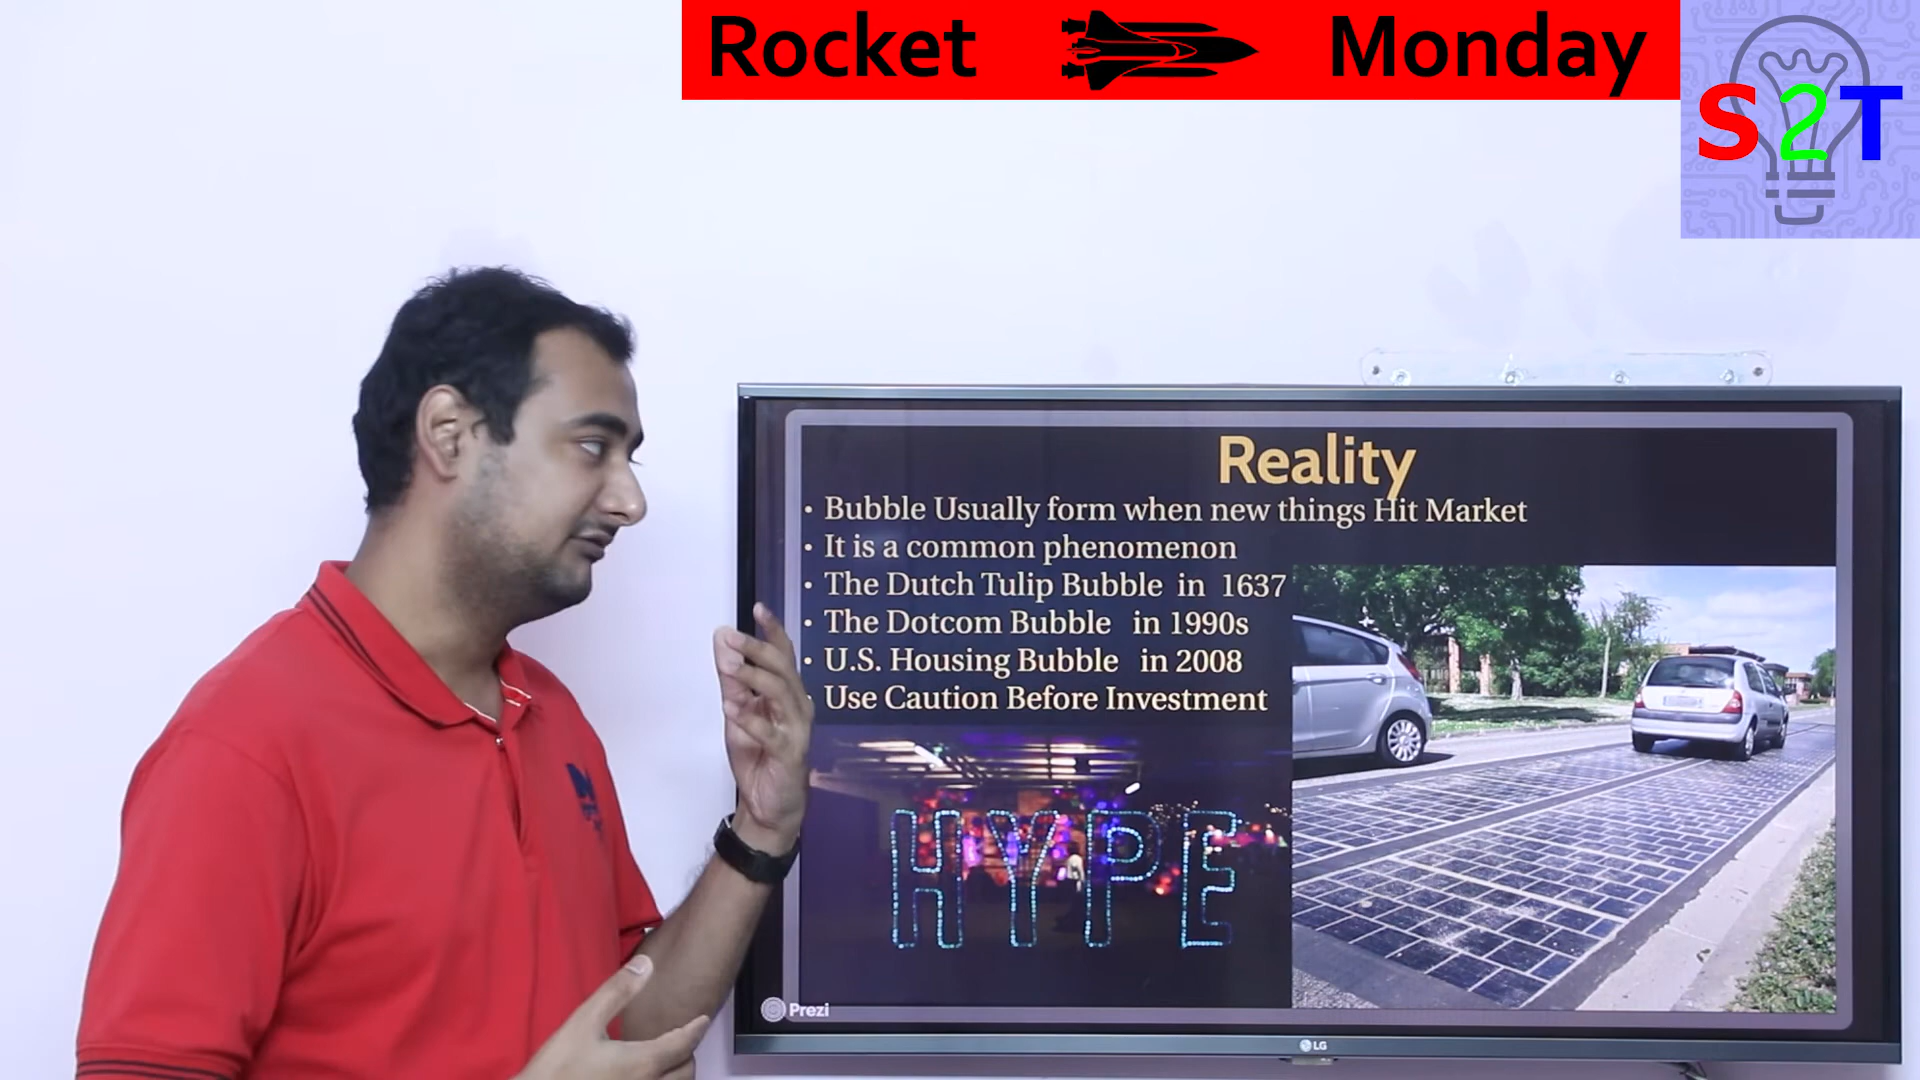 Rocket Monday
S2T
Reality
• Bubble Usually form when new things Hit Market
• It is a common phenomenon
• The Dutch Tulip Bubble in 1637
• The Dotcom Bubble in 1990s
• U.S. Housing Bubble in 2008
• Use Caution Before Investment
HYPE
Prezi
LG